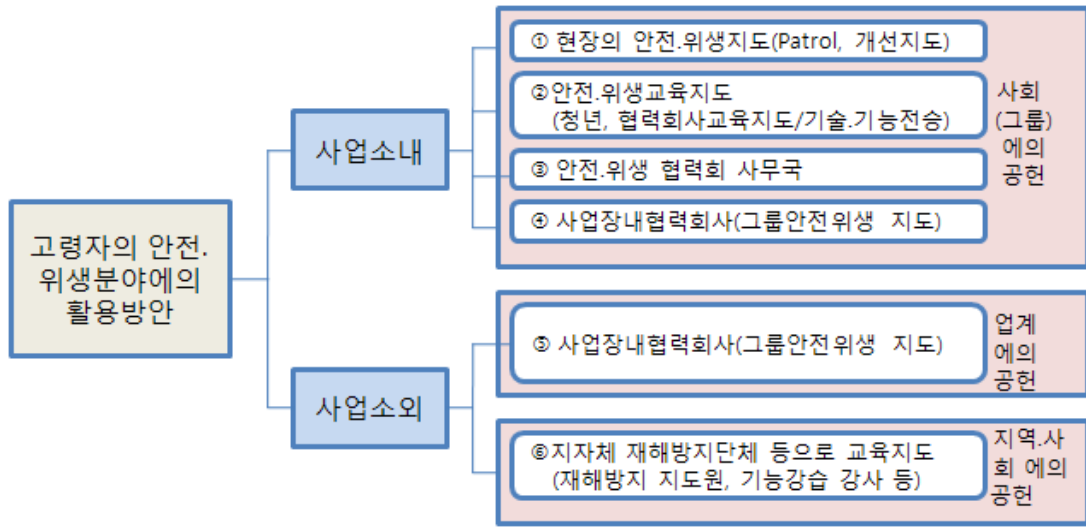 고령자의 안전.
위생분야에의
활용방안
사업소내
① 현장의 안전.위생지도(Patrol, 개선지도)
②안전.위생교육지도
(청년, 협력회사교육지도/기술.기능전승)
③ 안전.위생 협력회 사무국
④ 사업장내협력회사(그룹안전위생 지도)
사회
(그룹)
에의
공헌
사업소외
⑤ 사업장내협력회사(그룹안전위생 지도)
업계
에의
공헌
⑥지자체 재해방지단체 등으로 교육지도
(재해방지 지도원, 기능강습 강사 등)
지역.사
회 에의
공헌